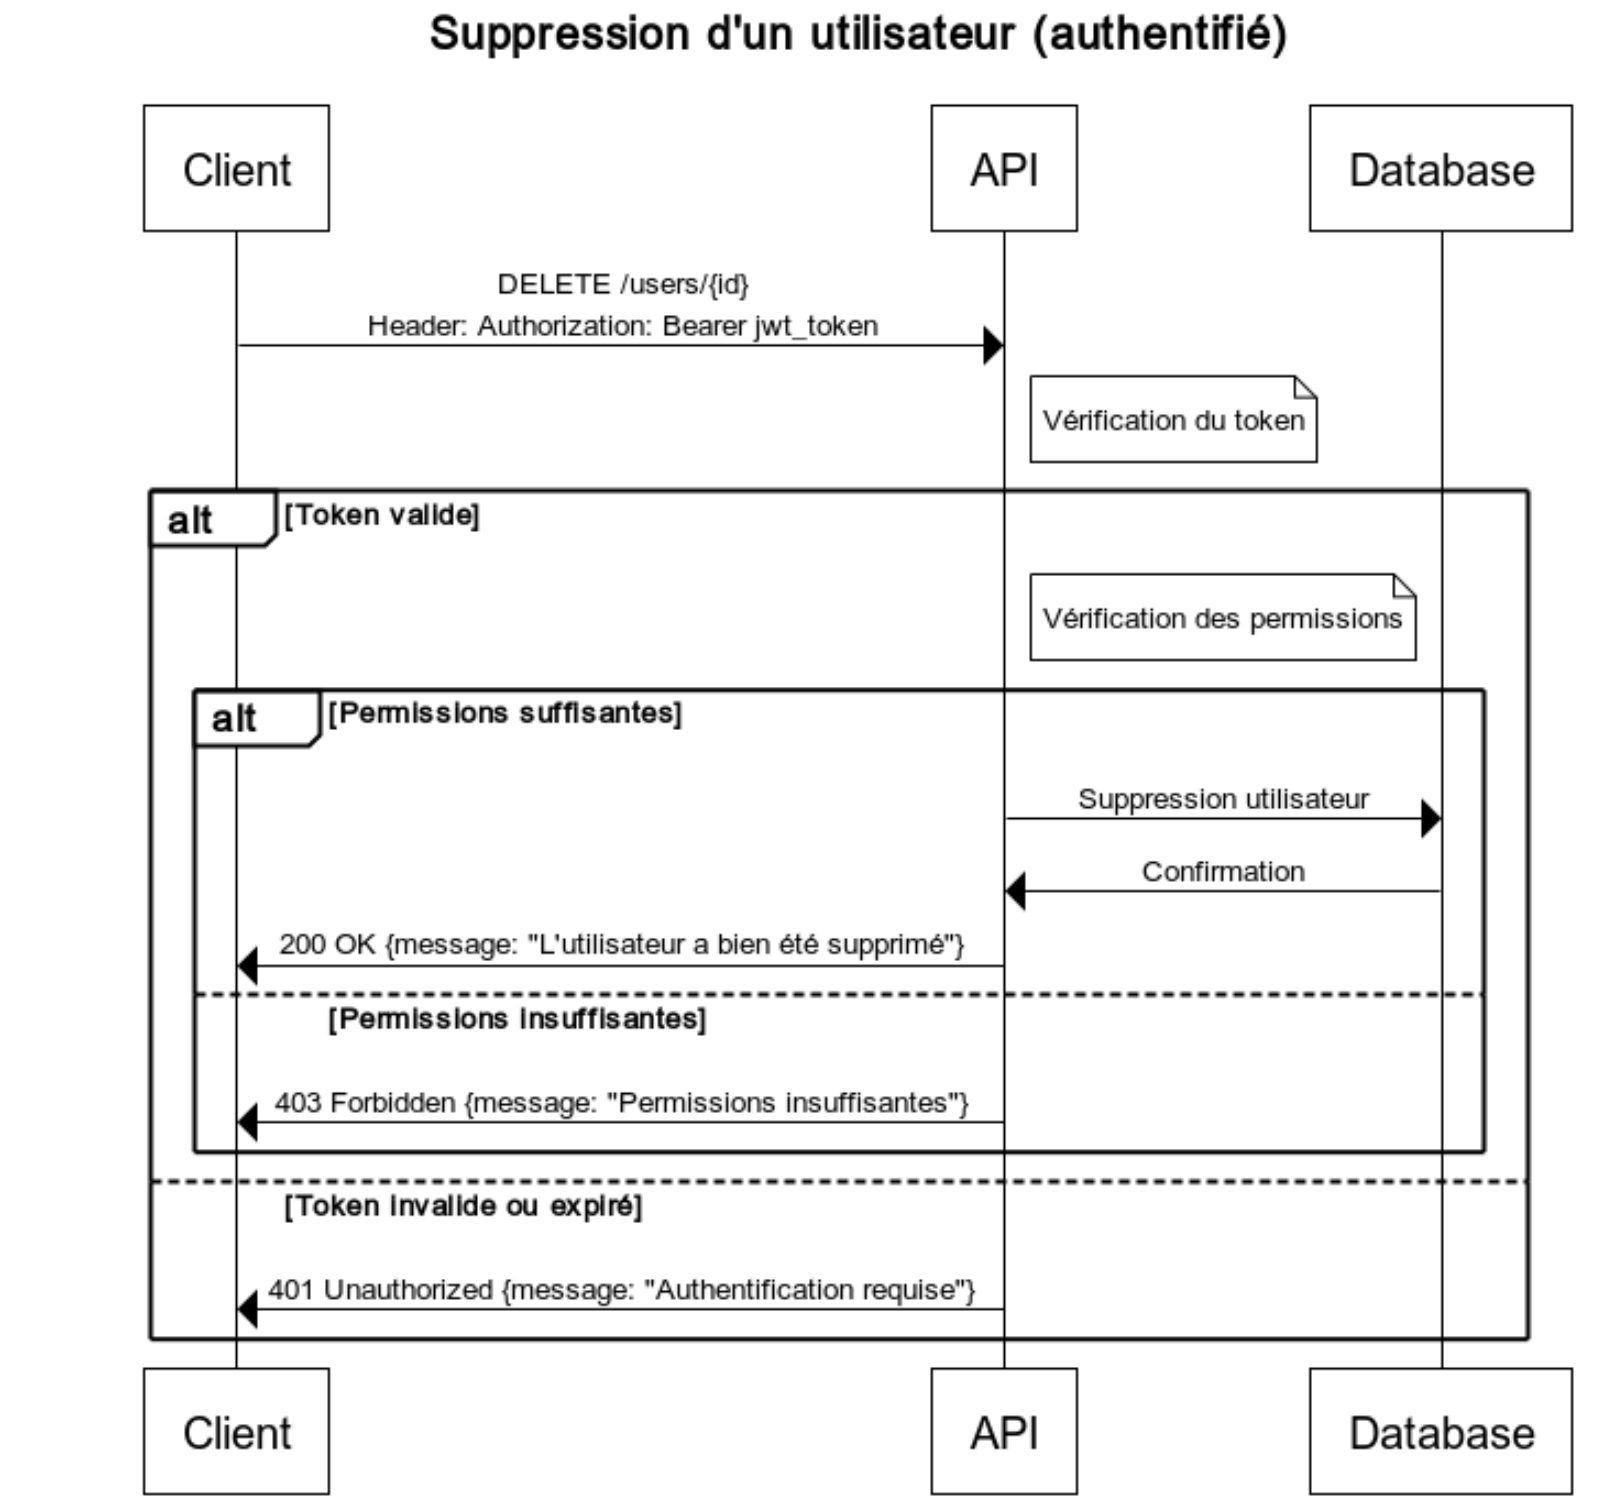 Suppression d'un utilisateur (authentifié)
Client
API
Database
DELETE /users/{id}
Header: Authorization: Bearer jwt_token
Vérification du token
alt
[Token valide]
Vérification des permissions
alt
[Permissions suffisantes]
Suppression utilisateur
Confirmation
200 OK {message: "L'utilisateur a bien été supprimé"}
[Permissions insuffisantes]
403 Forbidden {message: "Permissions insuffisantes"}
[Token invalide ou expiré]
401 Unauthorized {message: "Authentification requise"}
Client
API
Database